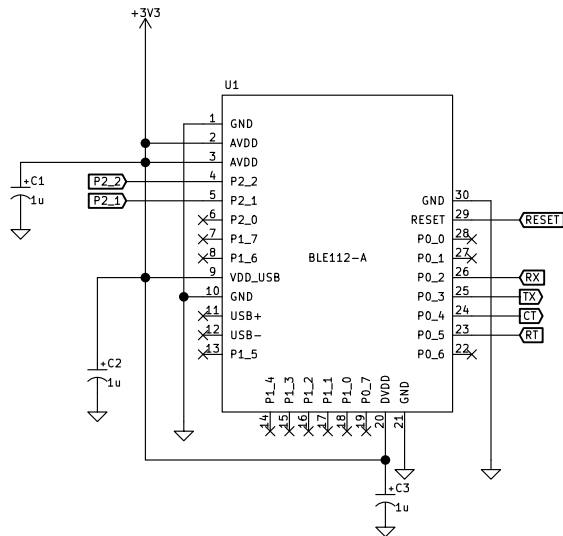 +3V3
U1
1 GND
2 AVDD
3 AVDD
4 P2_2
5 P2_1
6 P2_0
7 P1_7
8 P1_6
9 VDD_USB
10 GND
11 USB+
12 USB-
13 P1_5
P2_2
P2_1
+C1
1u
+C2
1u
BLE112-A
GND 30
RESET 29
P0_0 28
P0_1 27
P0_2 26
P0_3 25
P0_4 24
P0_5 23
P0_6 22
RESET
RX
TX
CT
RT
P1_4 14
P1_3 15
P1_2 16
P1_1 17
P1_0 18
P0_7 19
DVDD 20
GND 21
+C3
1u